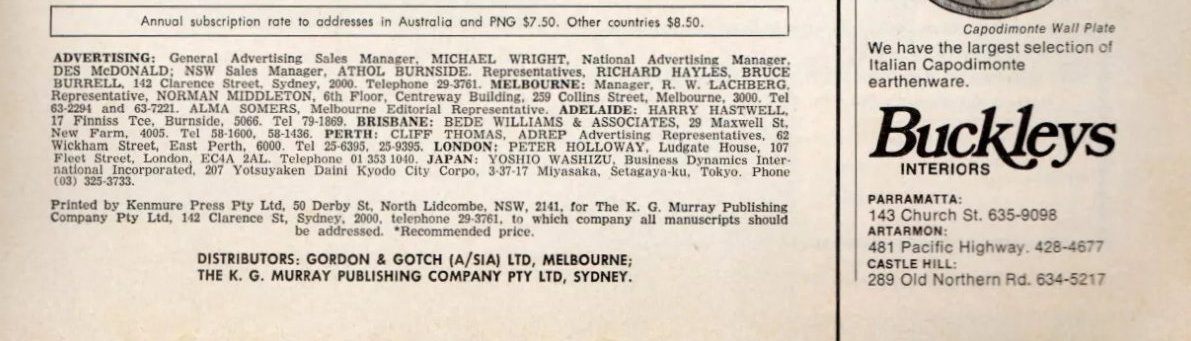 Annual subscription rate to addresses in Australia and PNG $7.50. Other countries $8.50.
ADVERTISING: General Advertising Sales Manager, MICHAEL WRIGHT, National Advertising Manager,
DES McDONALD; NSW Sales Manager, ATHOL BURNSIDE. Representatives, RICHARD HAYLES, BRUCE
BURRELL, 142 Clarence Street, Sydney, 2000. Telephone 29-3761. MELBOURNE: Manager, R. W. LACHBERG,
Representative, NORMAN MIDDLETON, 6th Floor, Centreway Building, 259 Collins Street, Melbourne, 3000. Tel
63-2294 and 63-7221. ALMA SOMERS, Melbourne Editorial Representative. ADELAIDE: HARRY HASTWELL,
17 Finniss Tce, Burnside, 5066. Tel 79-1869. BRISBANE: BEDE WILLIAMS & ASSOCIATES, 29 Maxwell St,
New Farm, 4005. Tel 58-1600, 58-1436. PERTH: CLIFF THOMAS, ADREP Advertising Representatives, 62
Wickham Street, East Perth, 6000. Tel 25-6395, 25-9395. LONDON: PETER HOLLOWAY, Ludgate House, 107
Fleet Street, London, EC4A 2AL. Telephone 01 353 1040. JAPAN: YOSHIO WASHIZU, Business Dynamics Inter-
national Incorporated, 207 Yotsuyaken Daini Kyodo City Corpo, 3-37-17 Miyasaka, Setagaya-ku, Tokyo. Phone
(03) 325-3733.
Printed by Kenmure Press Pty Ltd, 50 Derby St, North Lidcombe, NSW, 2141, for The K. G. Murray Publishing
Company Pty Ltd, 142 Clarence St, Sydney, 2000, telephone 29-3761, to which company all manuscripts should
be addressed. *Recommended price.
DISTRIBUTORS: GORDON & GOTCH (A/SIA) LTD, MELBOURNE;
THE K. G. MURRAY PUBLISHING COMPANY PTY LTD, SYDNEY.
Capodimonte Wall Plate
We have the largest selection of
Italian Capodimonte
earthenware.
Buckleys
INTERIORS
PARRAMATTA:
143 Church St. 635-9098
ARTARMON:
481 Pacific Highway. 428-4677
CASTLE HILL:
289 Old Northern Rd. 634-5217